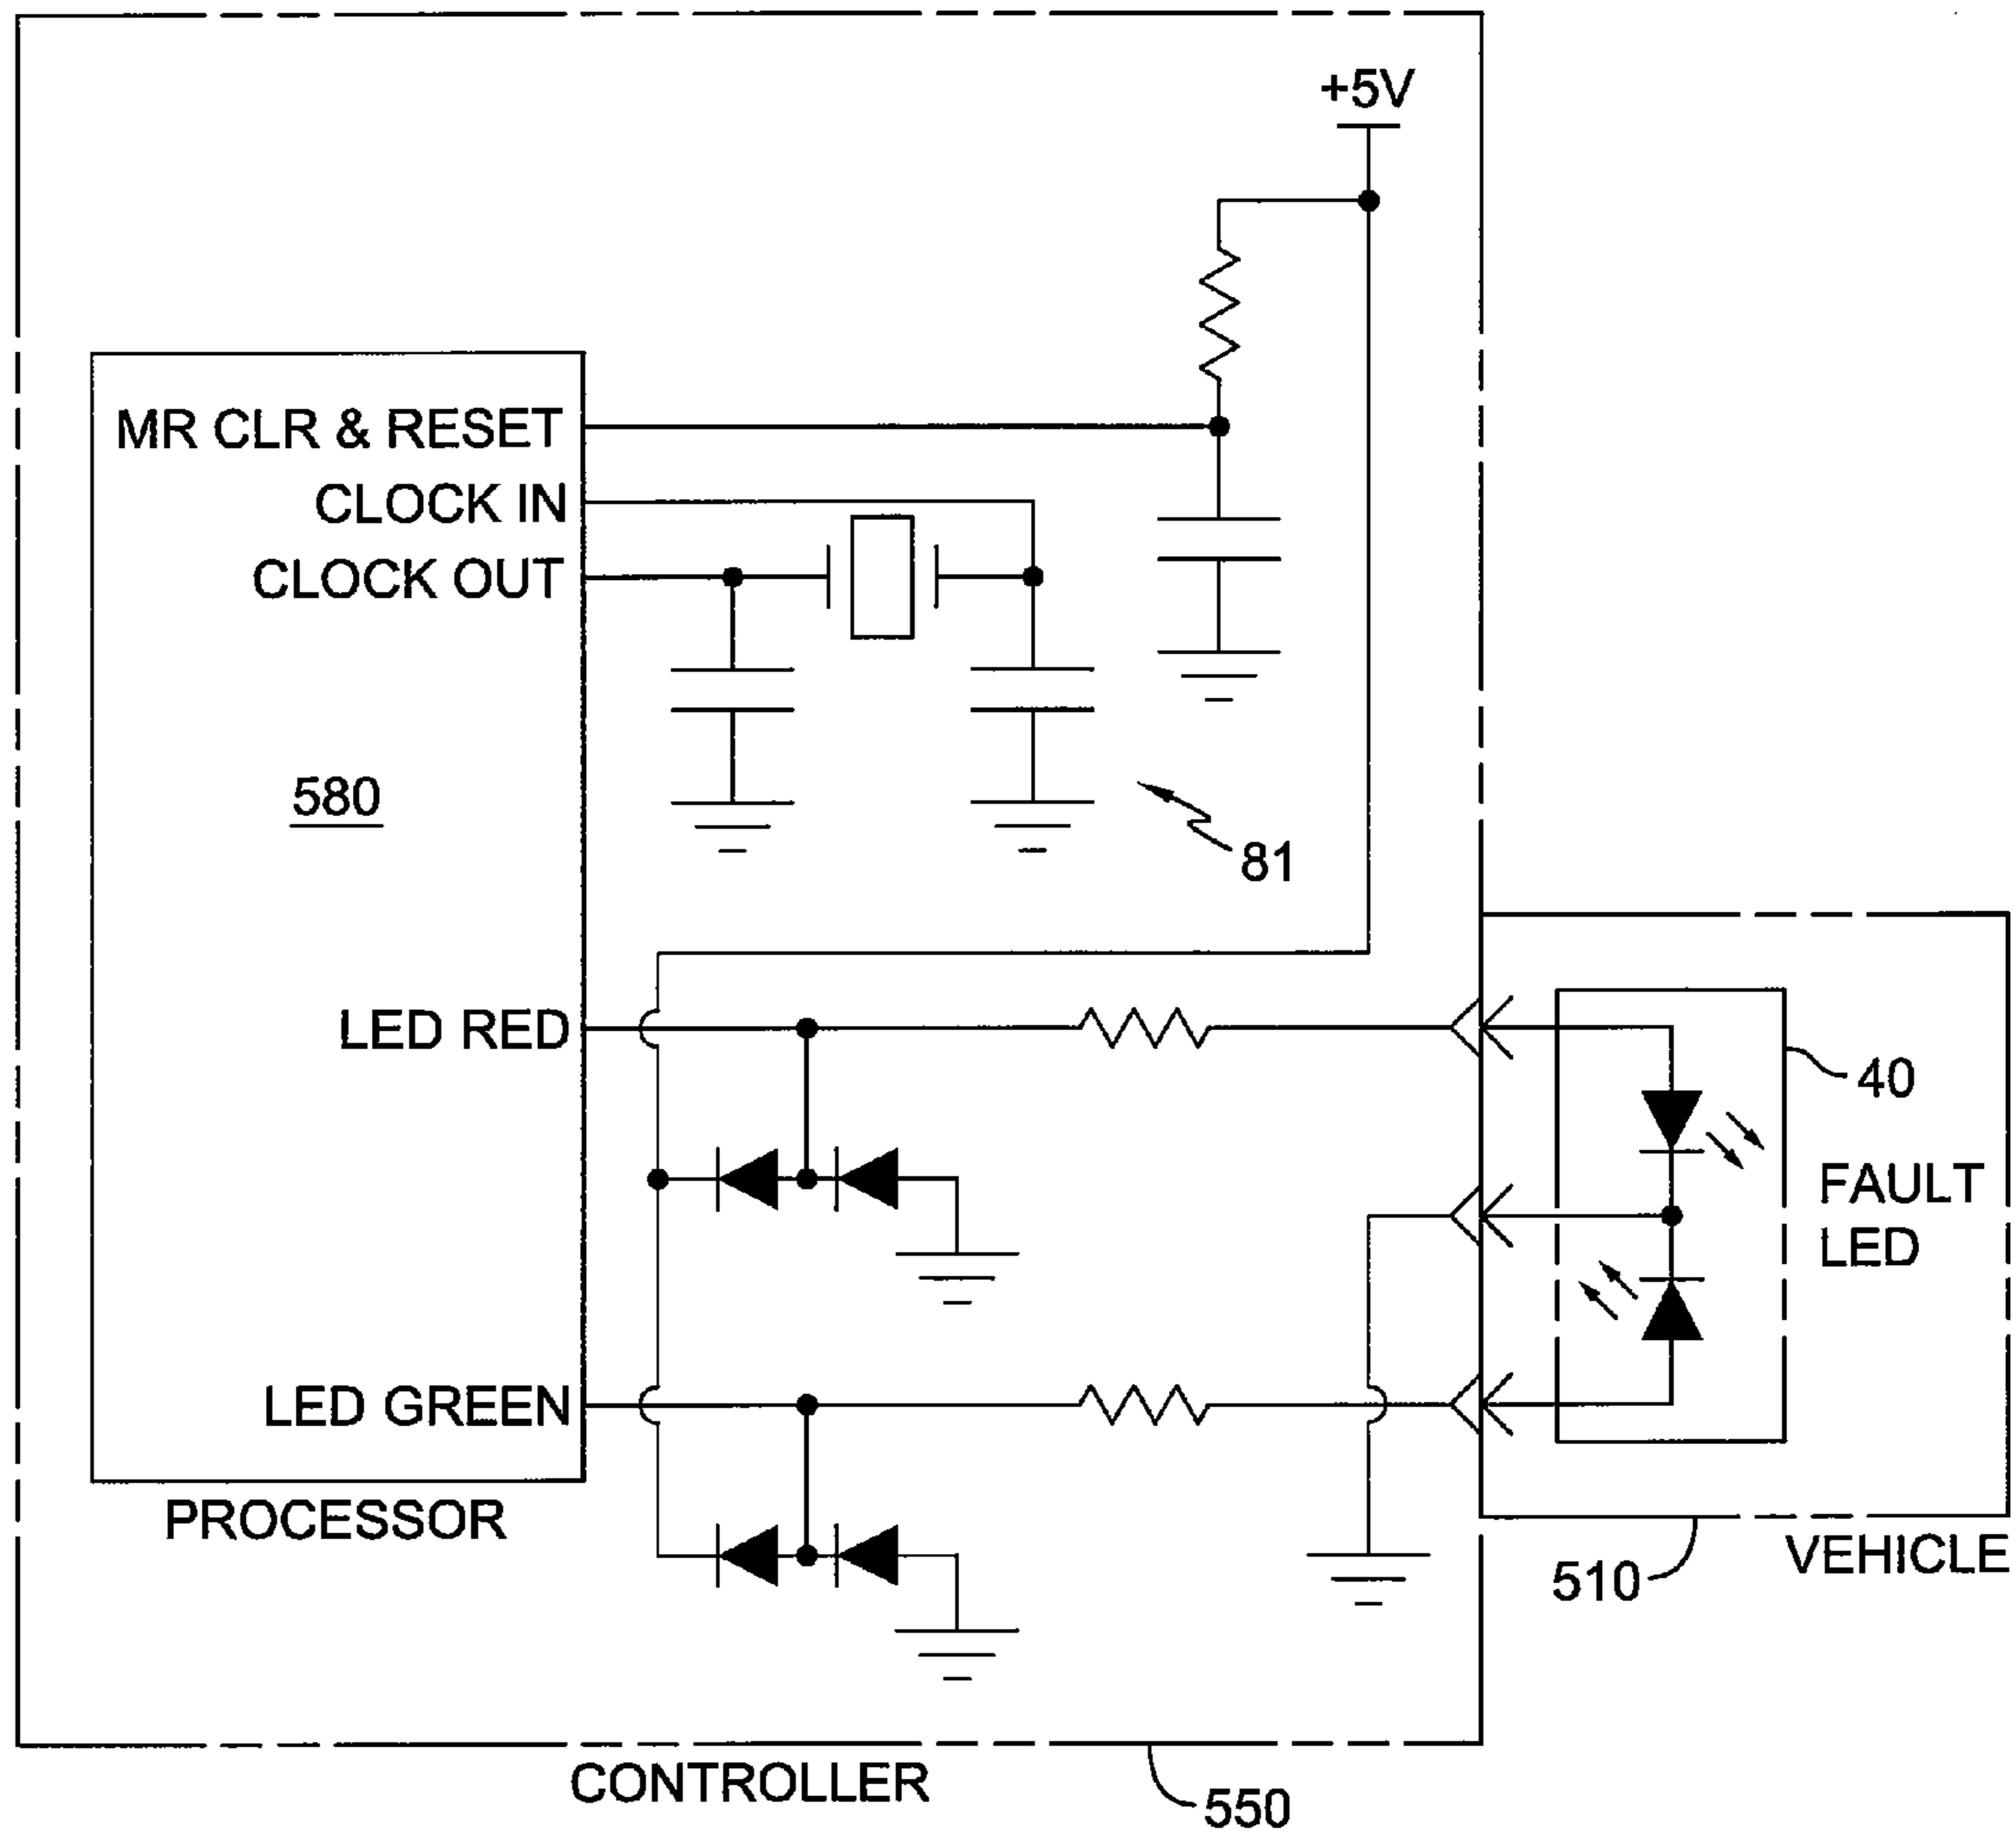 +5V
MR CLR & RESET
CLOCK IN
CLOCK OUT
580
81
LED RED
40
FAULT
LED
LED GREEN
PROCESSOR
510
VEHICLE
CONTROLLER
550